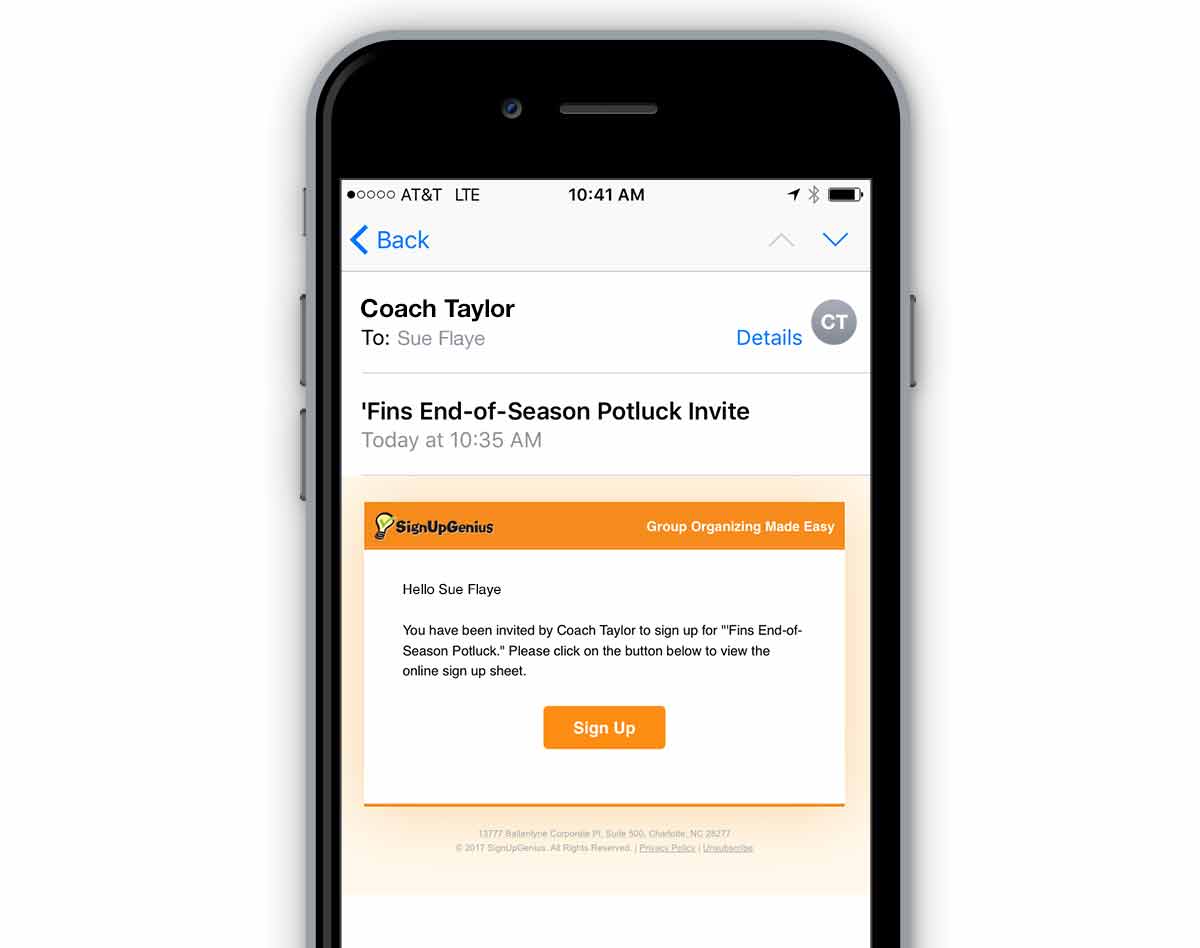 AT&T LTE 10:41 AM
Back
Coach Taylor
To: Sue Flaye
Details
CT
'Fins End-of-Season Potluck Invite
Today at 10:35 AM
SignUpGenius Group Organizing Made Easy
Hello Sue Flaye
You have been invited by Coach Taylor to sign up for "'Fins End-of-
Season Potluck." Please click on the button below to view the
online sign up sheet.
Sign Up
13777 Ballantyne Corporate Pl, Suite 500, Charlotte, NC 28277
© 2017 SignUpGenius. All Rights Reserved. | Privacy Policy | Unsubscribe